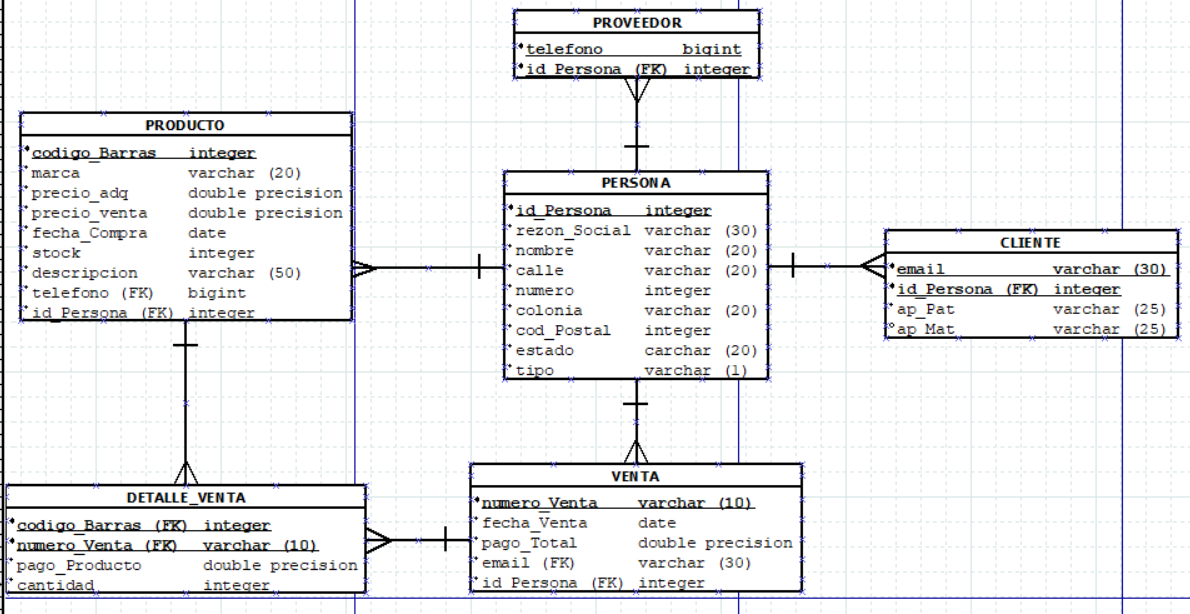 PROVEEDOR
telefono bigint
id_Persona (FK) integer
PRODUCTO
codigo_Barras integer
marca varchar (20)
precio_adq double precision
precio_venta double precision
fecha_Compra date
stock integer
descripcion varchar (50)
telefono (FK) bigint
id_Persona (FK) integer
PERSONA
id_Persona integer
rezon_Social varchar (30)
nombre varchar (20)
calle varchar (20)
numero integer
colonia varchar (20)
cod_Postal integer
estado carchar (20)
tipo varchar (1)
CLIENTE
email varchar (30)
id_Persona (FK) integer
ap_Pat varchar (25)
ap_Mat varchar (25)
DETALLE_VENTA
codigo_Barras (FK) integer
numero_Venta (FK) varchar (10)
pago_Producto double precision
cantidad integer
VENTA
numero_Venta varchar (10)
fecha_Venta date
pago_Total double precision
email (FK) varchar (30)
id_Persona (FK) integer